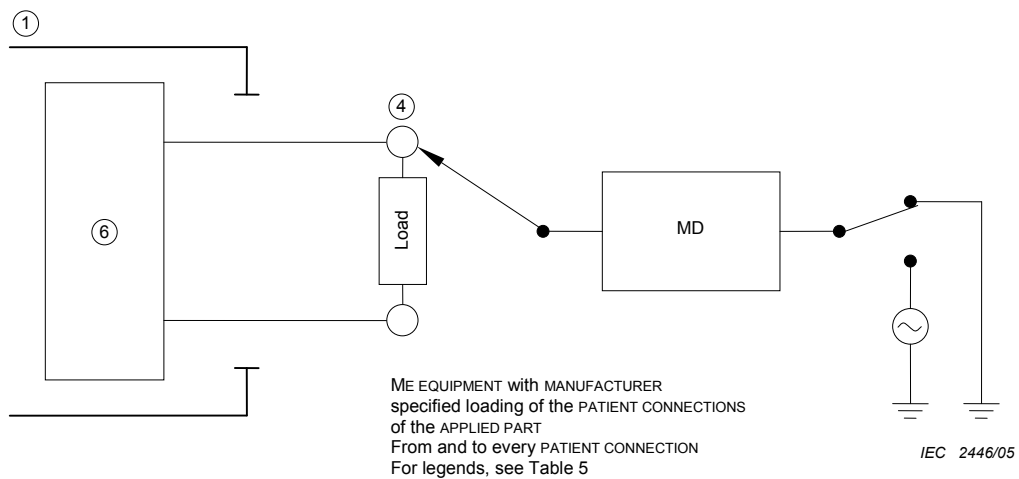 1
4
6
Load
MD
ME EQUIPMENT with MANUFACTURER
specified loading of the PATIENT CONNECTIONS
of the APPLIED PART
From and to every PATIENT CONNECTION
For legends, see Table 5
IEC 2446/05